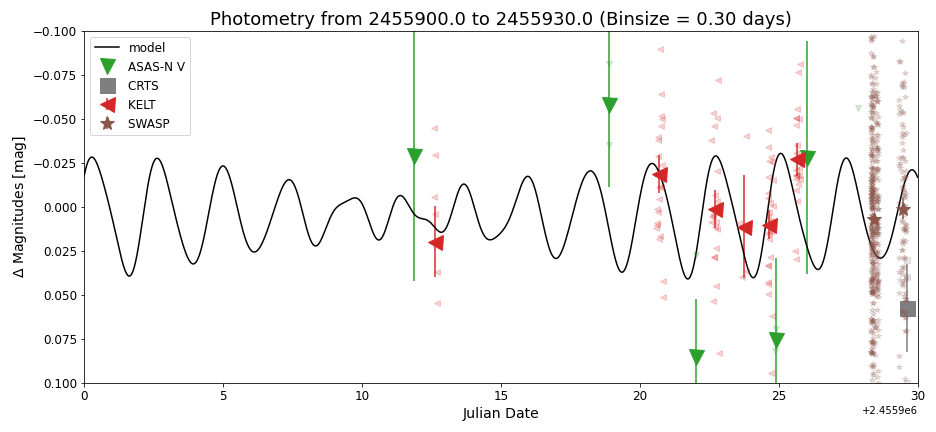 Photometry from 2455900.0 to 2455930.0 (Binsize = 0.30 days)
model
ASAS-N V
CRTS
KELT
SWASP
Δ Magnitudes [mag]
−0.100
−0.075
−0.050
−0.025
0.000
0.025
0.050
0.075
0.100
0 5 10 15 20 25 30
Julian Date
+2.4559e6